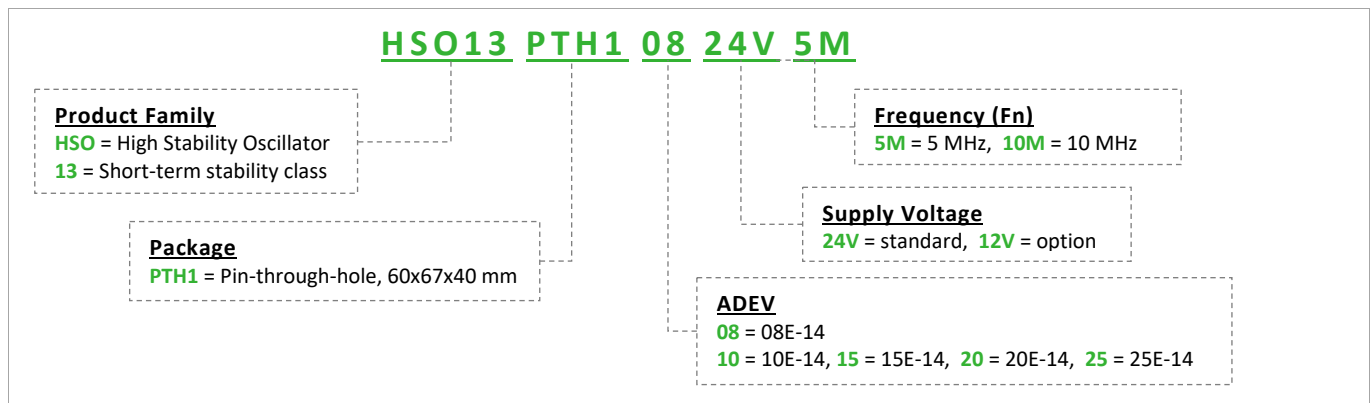 HSO13 PTH1 08 24V 5M
Product Family
HSO = High Stability Oscillator
13 = Short-term stability class
Frequency (Fn)
5M = 5 MHz, 10M = 10 MHz
Package
PTH1 = Pin-through-hole, 60x67x40 mm
Supply Voltage
24V = standard, 12V = option
ADEV
08 = 08E-14
10 = 10E-14, 15 = 15E-14, 20 = 20E-14, 25 = 25E-14